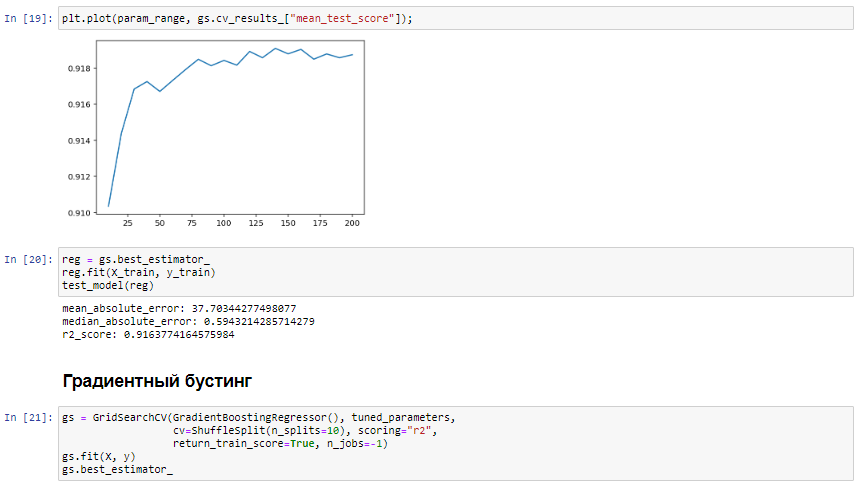 In [19]: plt.plot(param_range, gs.cv_results_["mean_test_score"]);
0.918
0.916
0.914
0.912
0.910
25 50 75 100 125 150 175 200
In [20]: reg = gs.best_estimator_
reg.fit(X_train, y_train)
test_model(reg)
mean_absolute_error: 37.70344277498077
median_absolute_error: 0.5943214285714279
r2_score: 0.9163774164575984
Градиентный бустинг
In [21]: gs = GridSearchCV(GradientBoostingRegressor(), tuned_parameters,
cv=ShuffleSplit(n_splits=10), scoring="r2",
return_train_score=True, n_jobs=-1)
gs.fit(X, y)
gs.best_estimator_